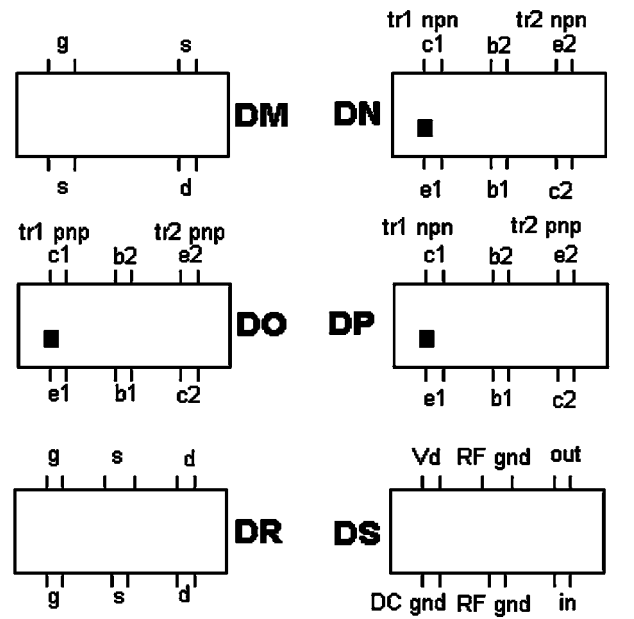 g s
DM
s d
tr1 npn tr2 npn
c1 b2 e2
DN
e1 b1 c2
tr1 pnp tr2 pnp
c1 b2 e2
DO
e1 b1 c2
tr1 npn tr2 pnp
c1 b2 e2
DP
e1 b1 c2
g s d
DR
g s d
Vd RF gnd out
DS
DC gnd RF gnd in